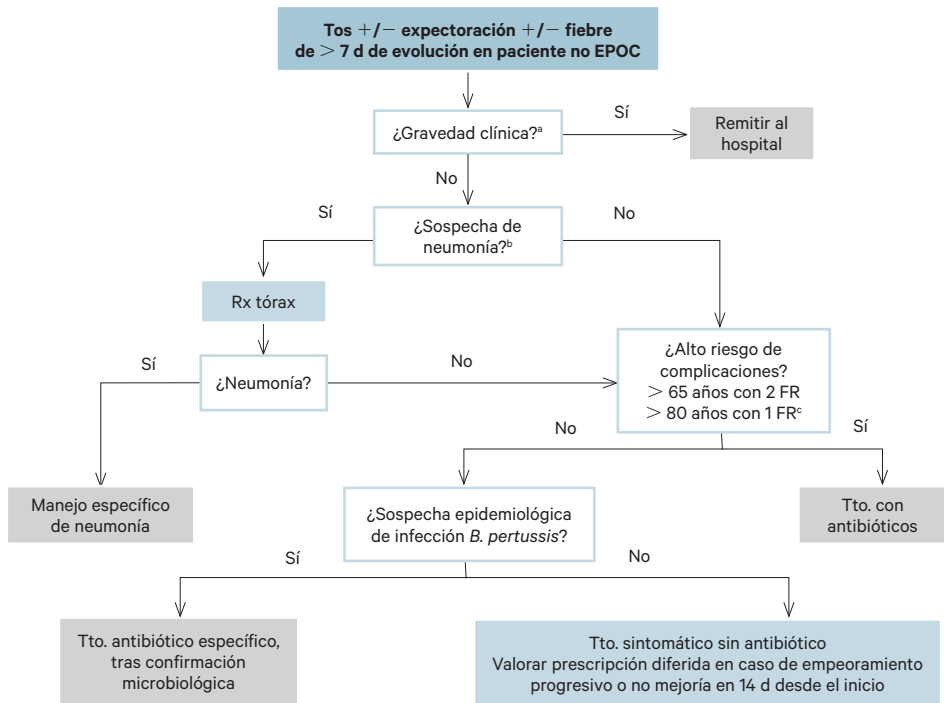 Tos +/− expectoración +/− fiebre
de > 7 d de evolución en paciente no EPOC
¿Gravedad clínica?ᵃ
Sí
Remitir al
hospital
No
Sí
¿Sospecha de
neumonía?ᵇ
No
Rx tórax
¿Alto riesgo de
complicaciones?
> 65 años con 2 FR
> 80 años con 1 FRᶜ
Sí
¿Neumonía?
No
No
Sí
Manejo específico
de neumonía
¿Sospecha epidemiológica
de infección B. pertussis?
Tto. con
antibióticos
Sí
No
Tto. antibiótico específico,
tras confirmación
microbiológica
Tto. sintomático sin antibiótico
Valorar prescripción diferida en caso de empeoramiento
progresivo o no mejoría en 14 d desde el inicio